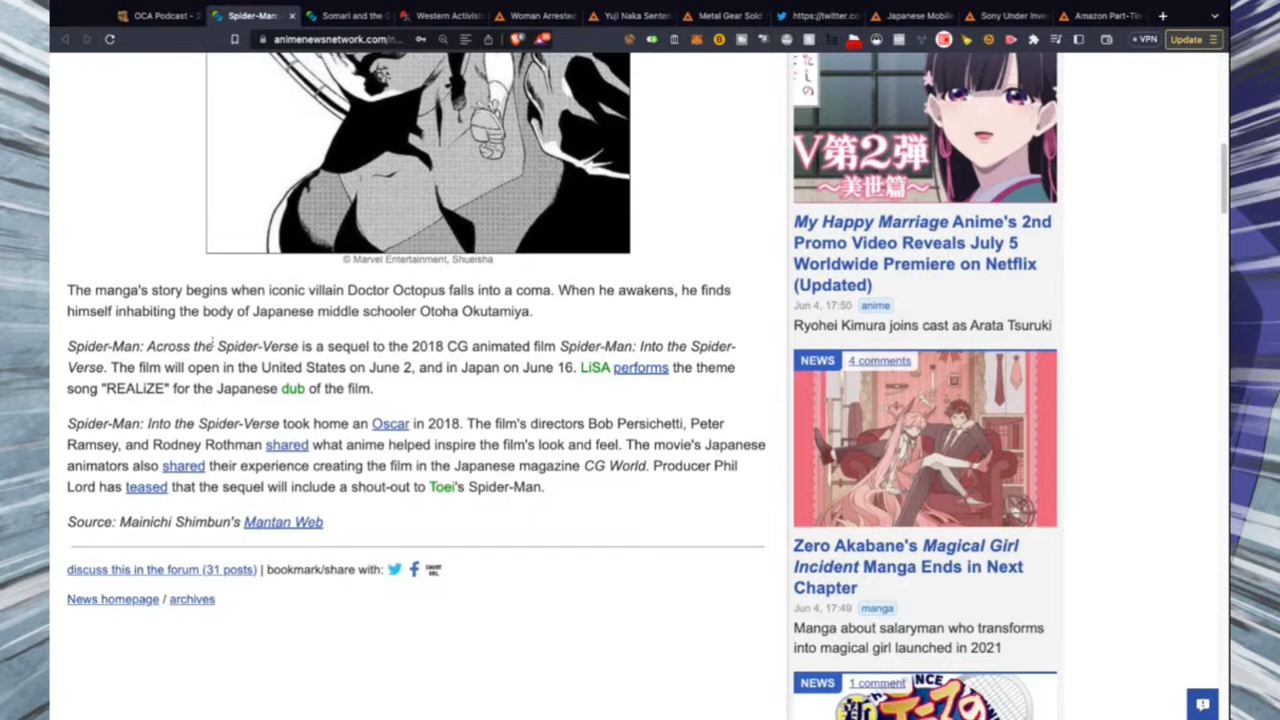 OCA Podcast - 2
Spider-Man:
Somari and the
Western Activist
Woman Arrested
Yuji Naka Senten
Metal Gear Solid
https://twitter.co
Japanese Mobile
Sony Under Inve
Amazon Part-Tim
animenewsnetwork.com/n...
VPN
Update
© Marvel Entertainment, Shueisha
The manga's story begins when iconic villain Doctor Octopus falls into a coma. When he awakens, he finds
himself inhabiting the body of Japanese middle schooler Otoha Okutamiya.
Spider-Man: Across the Spider-Verse is a sequel to the 2018 CG animated film Spider-Man: Into the Spider-
Verse. The film will open in the United States on June 2, and in Japan on June 16. LiSA performs the theme
song "REALiZE" for the Japanese dub of the film.
Spider-Man: Into the Spider-Verse took home an Oscar in 2018. The film's directors Bob Persichetti, Peter
Ramsey, and Rodney Rothman shared what anime helped inspire the film's look and feel. The movie's Japanese
animators also shared their experience creating the film in the Japanese magazine CG World. Producer Phil
Lord has teased that the sequel will include a shout-out to Toei's Spider-Man.
Source: Mainichi Shimbun's Mantan Web
discuss this in the forum (31 posts) | bookmark/share with:
SHORT URL
News homepage / archives
V第2弾
～美世篇～
My Happy Marriage Anime's 2nd
Promo Video Reveals July 5
Worldwide Premiere on Netflix
(Updated)
Jun 4, 17:50 anime
Ryohei Kimura joins cast as Arata Tsuruki
NEWS 4 comments
Zero Akabane's Magical Girl
Incident Manga Ends in Next
Chapter
Jun 4, 17:49 manga
Manga about salaryman who transforms
into magical girl launched in 2021
NEWS 1 comment
新テニスの